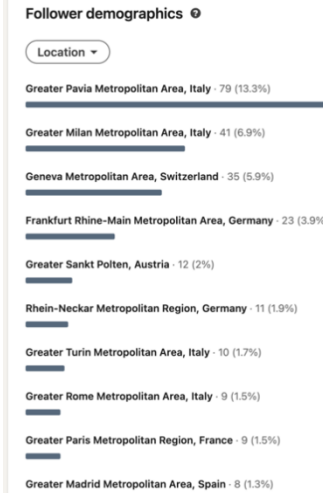 Follower demographics
Location
Greater Pavia Metropolitan Area, Italy · 79 (13.3%)
Greater Milan Metropolitan Area, Italy · 41 (6.9%)
Geneva Metropolitan Area, Switzerland · 35 (5.9%)
Frankfurt Rhine-Main Metropolitan Area, Germany · 23 (3.9%
Greater Sankt Polten, Austria · 12 (2%)
Rhein-Neckar Metropolitan Region, Germany · 11 (1.9%)
Greater Turin Metropolitan Area, Italy · 10 (1.7%)
Greater Rome Metropolitan Area, Italy · 9 (1.5%)
Greater Paris Metropolitan Region, France · 9 (1.5%)
Greater Madrid Metropolitan Area, Spain · 8 (1.3%)